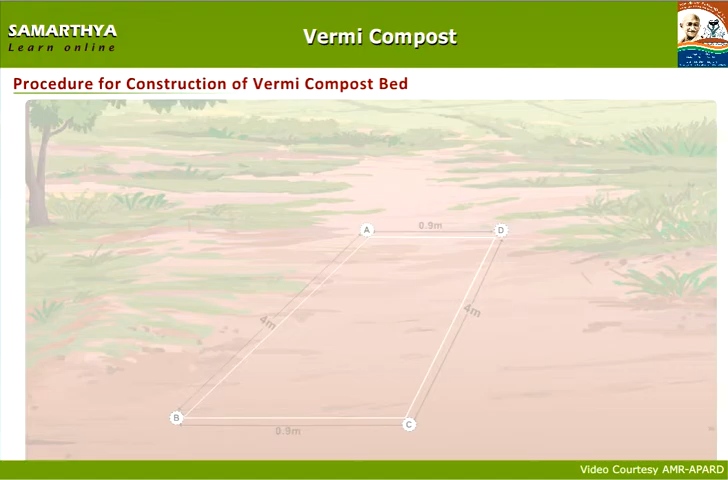 SAMARTHYA
Learn online
Vermi Compost
Procedure for Construction of Vermi Compost Bed
A
0.9m
D
4m
4m
B
C
0.9m
Video Courtesy AMR-APARD